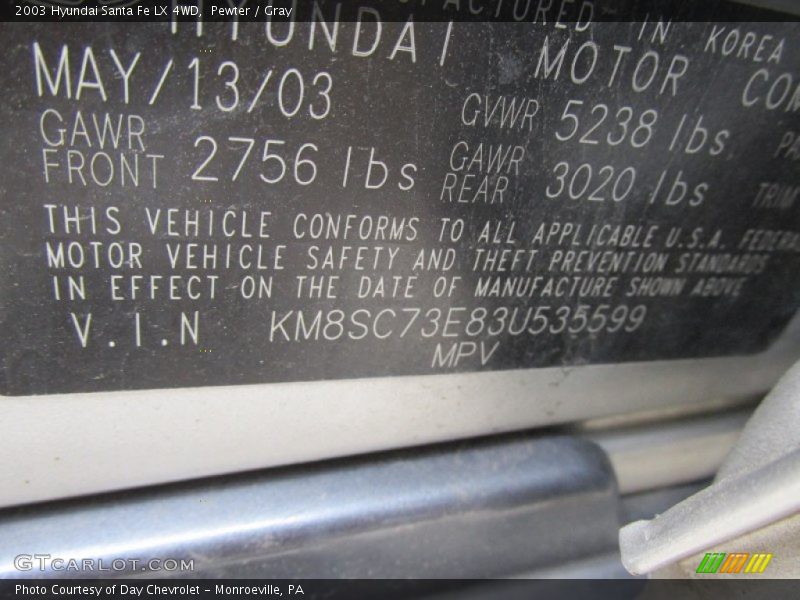 2003 Hyundai Santa Fe LX 4WD, Pewter / Gray
IN KOREA
HYUNDAI MOTOR
MAY/13/03
GAWR FRONT 2756 lbs
GVWR 5238 lbs
GAWR REAR 3020 lbs
TRIM
THIS VEHICLE CONFORMS TO ALL APPLICABLE U.S.A. FEDERAL
MOTOR VEHICLE SAFETY AND THEFT PREVENTION STANDARDS
IN EFFECT ON THE DATE OF MANUFACTURE SHOWN ABOVE
V.I.N KM8SC73E83U535599
MPV
GTCARLOT.COM
Photo Courtesy of Day Chevrolet - Monroeville, PA